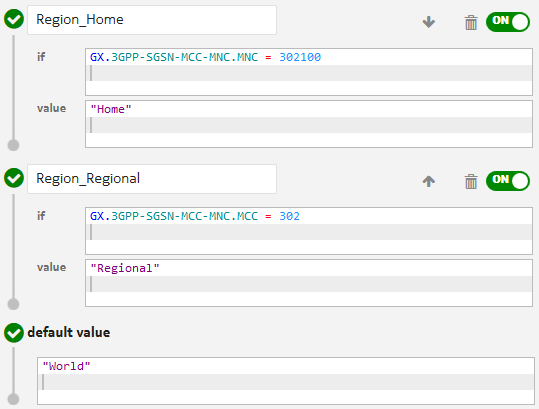 Region_Home
ON
if
GX.3GPP-SGSN-MCC-MNC.MNC = 302100
value
"Home"
Region_Regional
ON
if
GX.3GPP-SGSN-MCC-MNC.MCC = 302
value
"Regional"
default value
"World"